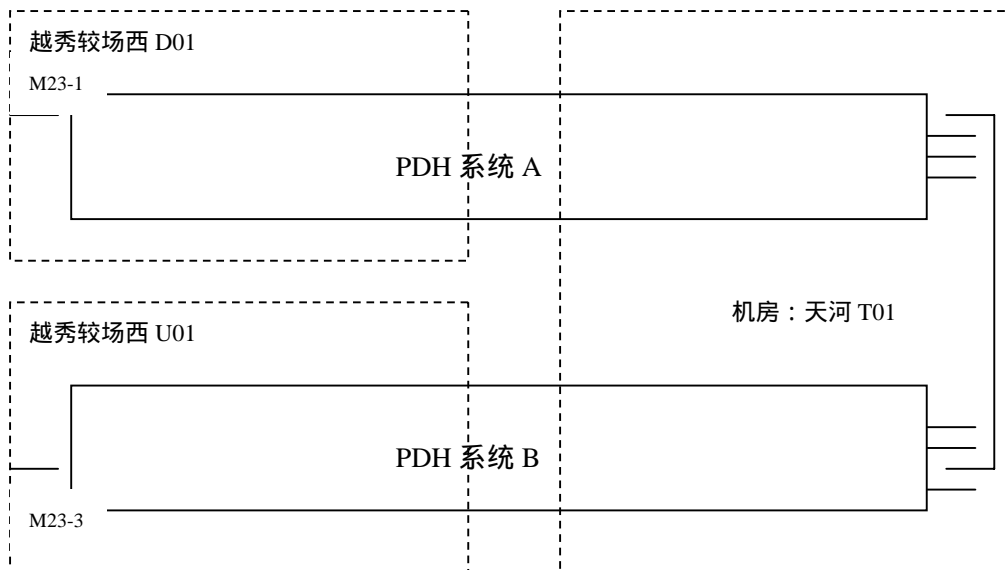 越秀较场西 D01
M23-1
PDH 系统 A
机房：天河 T01
越秀较场西 U01
PDH 系统 B
M23-3